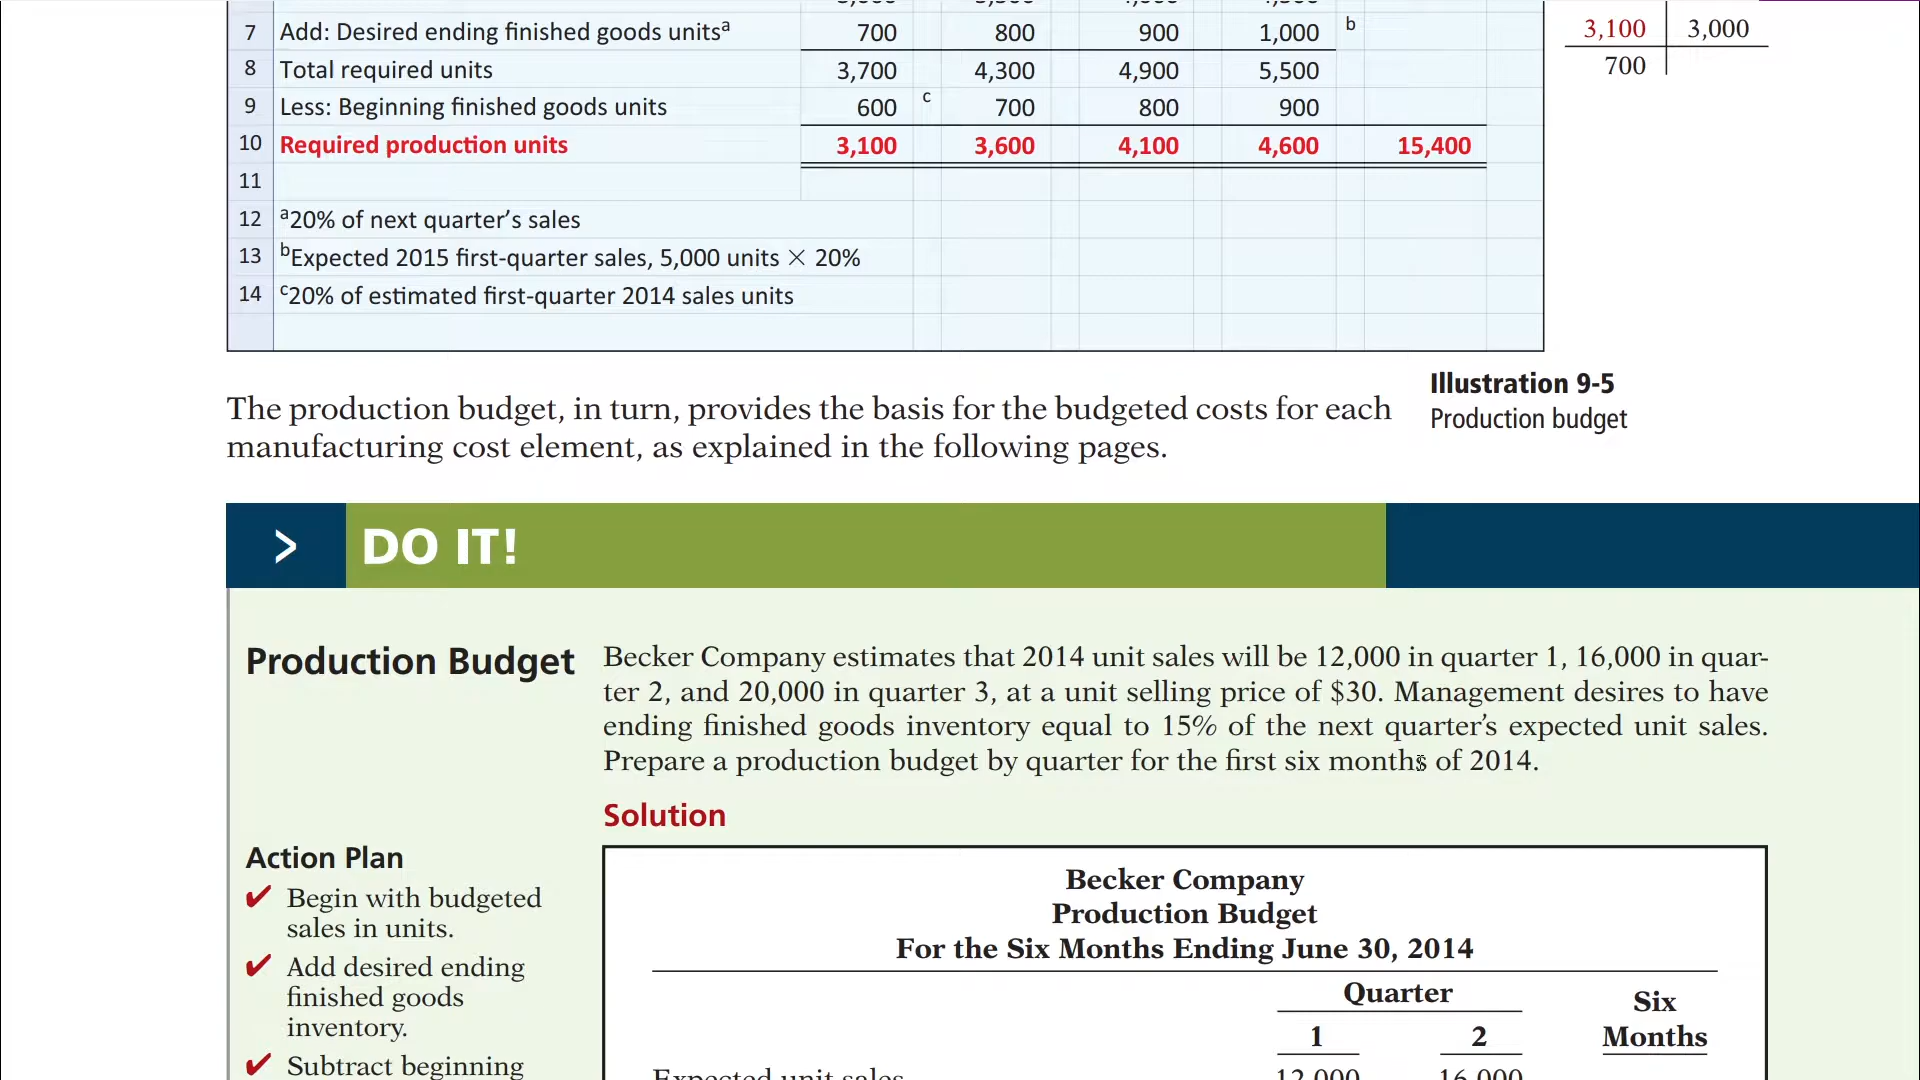 7 Add: Desired ending finished goods unitsᵃ 700 800 900 1,000 b
8 Total required units 3,700 4,300 4,900 5,500
9 Less: Beginning finished goods units 600 c 700 800 900
10 Required production units 3,100 3,600 4,100 4,600 15,400
11
12 ᵃ20% of next quarter’s sales
13 ᵇExpected 2015 first-quarter sales, 5,000 units × 20%
14 ᶜ20% of estimated first-quarter 2014 sales units
3,100 3,000
700
Illustration 9-5
Production budget
The production budget, in turn, provides the basis for the budgeted costs for each
manufacturing cost element, as explained in the following pages.
> DO IT!
Production Budget
Becker Company estimates that 2014 unit sales will be 12,000 in quarter 1, 16,000 in quar-
ter 2, and 20,000 in quarter 3, at a unit selling price of $30. Management desires to have
ending finished goods inventory equal to 15% of the next quarter’s expected unit sales.
Prepare a production budget by quarter for the first six months of 2014.
Solution
Action Plan
✔ Begin with budgeted
sales in units.
✔ Add desired ending
finished goods
inventory.
✔ Subtract beginning
Becker Company
Production Budget
For the Six Months Ending June 30, 2014
Quarter
Six
1 2 Months
Expected unit sales 12,000 16,000